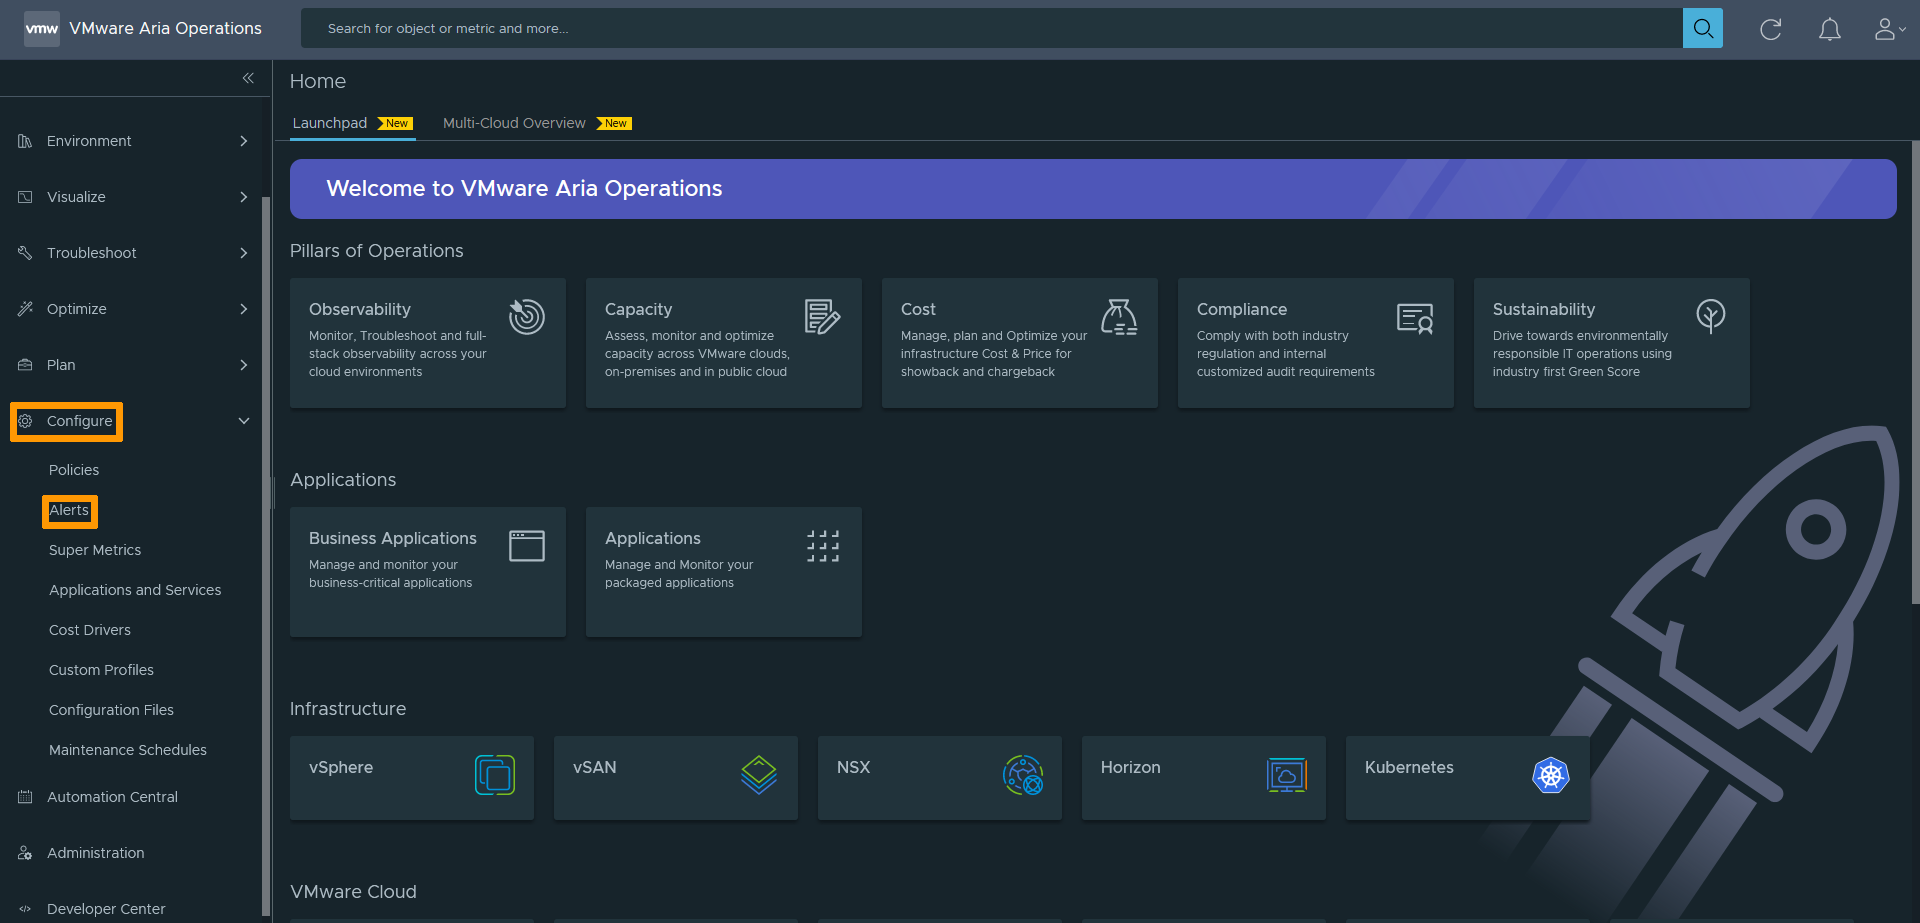 vmw VMware Aria Operations
Search for object or metric and more...
Home
Launchpad New Multi-Cloud Overview New
Environment
Visualize
Troubleshoot
Optimize
Plan
Configure
Policies
Alerts
Super Metrics
Applications and Services
Cost Drivers
Custom Profiles
Configuration Files
Maintenance Schedules
Automation Central
Administration
Developer Center
Welcome to VMware Aria Operations
Pillars of Operations
Observability
Monitor, Troubleshoot and full-
stack observability across your
cloud environments
Capacity
Assess, monitor and optimize
capacity across VMware clouds,
on-premises and in public cloud
Cost
Manage, plan and Optimize your
infrastructure Cost & Price for
showback and chargeback
Compliance
Comply with both industry
regulation and internal
customized audit requirements
Sustainability
Drive towards environmentally
responsible IT operations using
industry first Green Score
Applications
Business Applications
Manage and monitor your
business-critical applications
Applications
Manage and Monitor your
packaged applications
Infrastructure
vSphere
vSAN
NSX
Horizon
Kubernetes
VMware Cloud